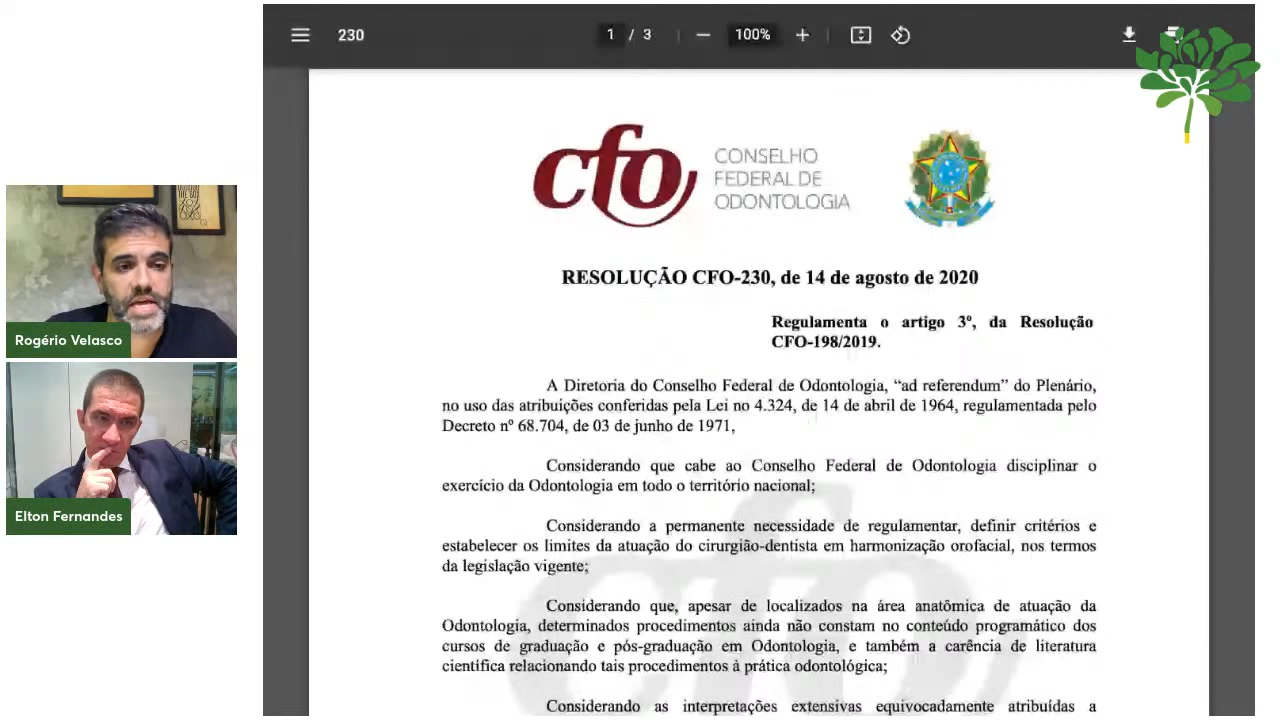 230
1 / 3
100%
cfo
CONSELHO
FEDERAL DE
ODONTOLOGIA
RESOLUÇÃO CFO-230, de 14 de agosto de 2020
Regulamenta o artigo 3º, da Resolução
CFO-198/2019.
A Diretoria do Conselho Federal de Odontologia, “ad referendum” do Plenário,
no uso das atribuições conferidas pela Lei no 4.324, de 14 de abril de 1964, regulamentada pelo
Decreto nº 68.704, de 03 de junho de 1971,
Considerando que cabe ao Conselho Federal de Odontologia disciplinar o
exercício da Odontologia em todo o território nacional;
Considerando a permanente necessidade de regulamentar, definir critérios e
estabelecer os limites da atuação do cirurgião-dentista em harmonização orofacial, nos termos
da legislação vigente;
Considerando que, apesar de localizados na área anatômica de atuação da
Odontologia, determinados procedimentos ainda não constam no conteúdo programático dos
cursos de graduação e pós-graduação em Odontologia, e também a carência de literatura
científica relacionando tais procedimentos à prática odontológica;
Considerando as interpretações extensivas equivocadamente atribuídas a
Rogério Velasco
Elton Fernandes